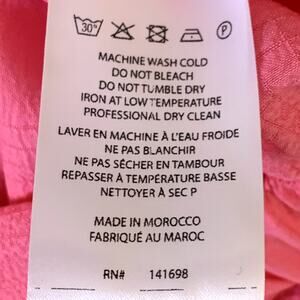 30°
P
MACHINE WASH COLD
DO NOT BLEACH
DO NOT TUMBLE DRY
IRON AT LOW TEMPERATURE
PROFESSIONAL DRY CLEAN
LAVER EN MACHINE À L'EAU FROIDE
NE PAS BLANCHIR
NE PAS SÉCHER EN TAMBOUR
REPASSER À TEMPÉRATURE BASSE
NETTOYER À SEC P
MADE IN MOROCCO
FABRIQUÉ AU MAROC
RN# 141698